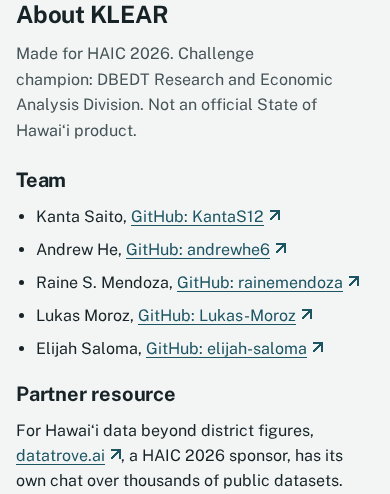 About KLEAR
Made for HAIC 2026. Challenge
champion: DBEDT Research and Economic
Analysis Division. Not an official State of
Hawaiʻi product.
Team
• Kanta Saito, GitHub: KantaS12
• Andrew He, GitHub: andrewhe6
• Raine S. Mendoza, GitHub: rainemendoza
• Lukas Moroz, GitHub: Lukas-Moroz
• Elijah Saloma, GitHub: elijah-saloma
Partner resource
For Hawaiʻi data beyond district figures,
datatrove.ai, a HAIC 2026 sponsor, has its
own chat over thousands of public datasets.